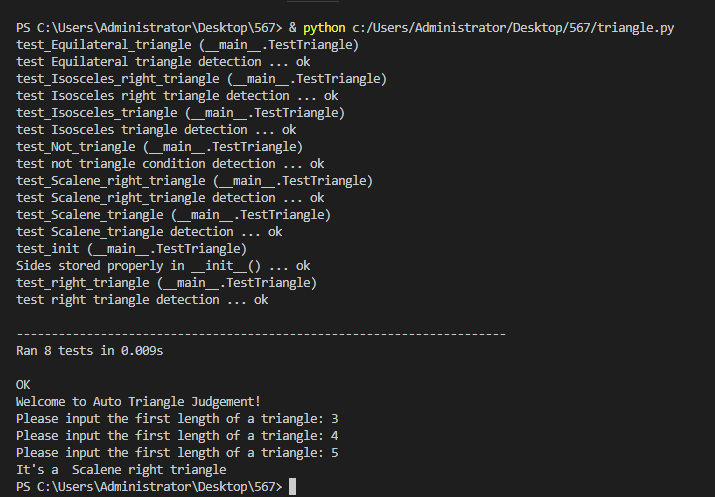 PS C:\Users\Administrator\Desktop\567> & python c:/Users/Administrator/Desktop/567/triangle.py
test_Equilateral_triangle (__main__.TestTriangle)
test Equilateral triangle detection ... ok
test_Isosceles_right_triangle (__main__.TestTriangle)
test Isosceles right triangle detection ... ok
test_Isosceles_triangle (__main__.TestTriangle)
test Isosceles triangle detection ... ok
test_Not_triangle (__main__.TestTriangle)
test not triangle condition detection ... ok
test_Scalene_right_triangle (__main__.TestTriangle)
test Scalene_right_triangle detection ... ok
test_Scalene_triangle (__main__.TestTriangle)
test Scalene_triangle detection ... ok
test_init (__main__.TestTriangle)
Sides stored properly in __init__() ... ok
test_right_triangle (__main__.TestTriangle)
test right triangle detection ... ok
----------------------------------------------------------------------
Ran 8 tests in 0.009s
OK
Welcome to Auto Triangle Judgement!
Please input the first length of a triangle: 3
Please input the first length of a triangle: 4
Please input the first length of a triangle: 5
It's a  Scalene right triangle
PS C:\Users\Administrator\Desktop\567>